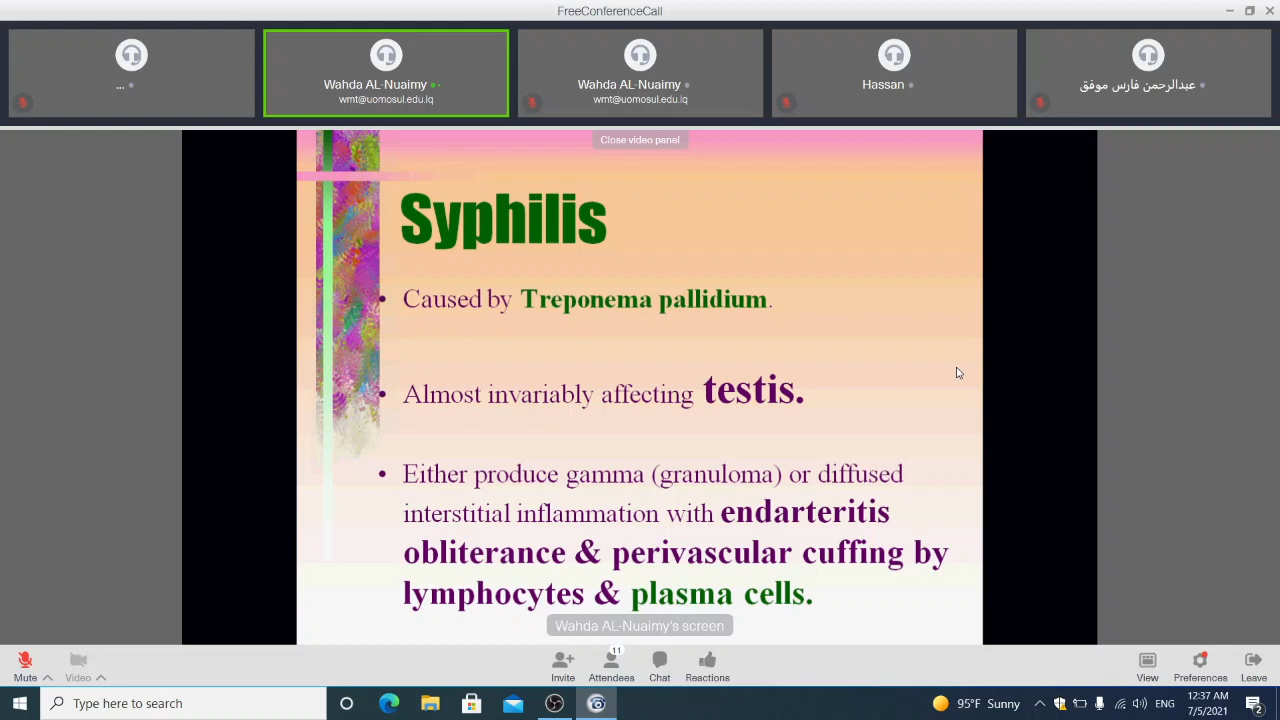 FreeConferenceCall
...
Wahda AL-Nuaimy
wmt@uomosul.edu.iq
Wahda AL-Nuaimy
wmt@uomosul.edu.iq
Hassan
عبدالرحمن فارس موفق
Close video panel
Syphilis
• Caused by Treponema pallidium.
• Almost invariably affecting testis.
• Either produce gamma (granuloma) or diffused
interstitial inflammation with endarteritis
obliterance & perivascular cuffing by
lymphocytes & plasma cells.
Wahda AL-Nuaimy's screen
11
Mute
Video
Invite
Attendees
Chat
Reactions
View
Preferences
Leave
Type here to search
95°F Sunny
ENG
12:37 AM
7/5/2021
2